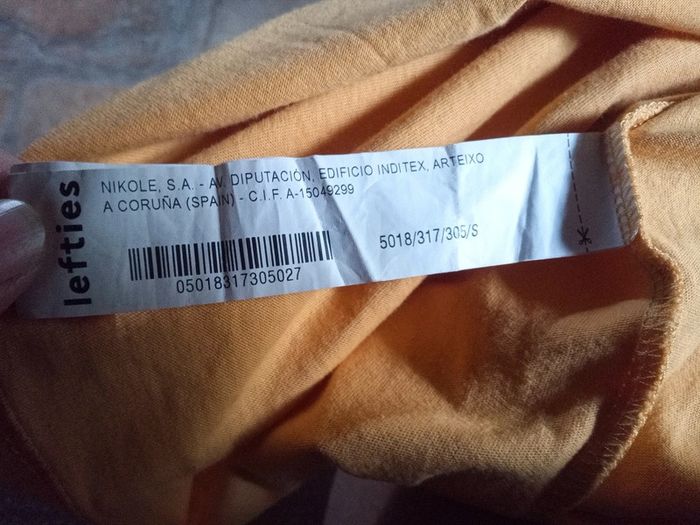 lefties
NIKOLE, S.A. - AV. DIPUTACIÓN, EDIFICIO INDITEX, ARTEIXO
A CORUÑA (SPAIN) - C.I.F. A-15049299
5018/317/305/S
05018317305027